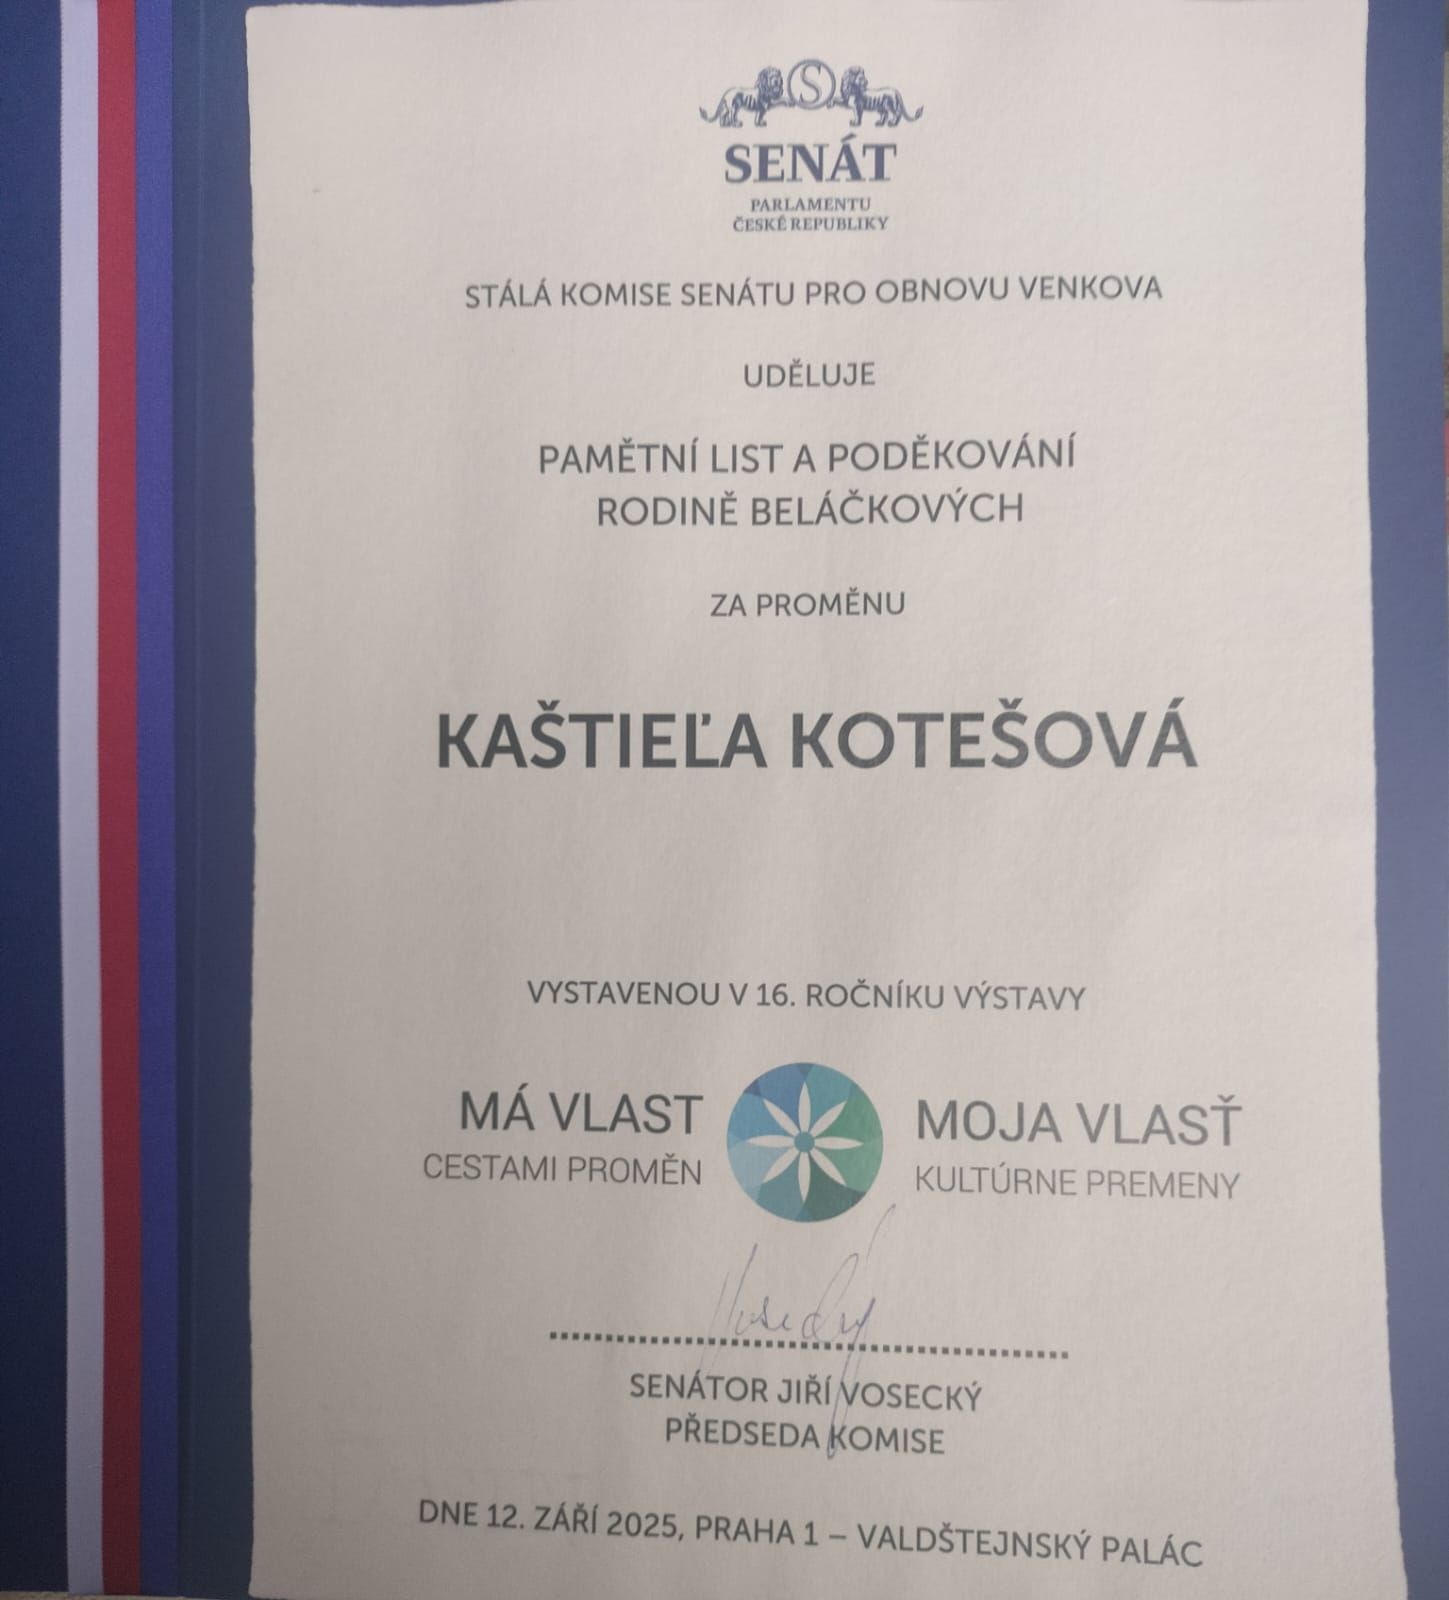 S
SENÁT
PARLAMENTU
ČESKÉ REPUBLIKY
STÁLÁ KOMISE SENÁTU PRO OBNOVU VENKOVA
UDĚLUJE
PAMĚTNÍ LIST A PODĚKOVÁNÍ
RODINĚ BELÁČKOVÝCH
ZA PROMĚNU
KAŠTIEĽA KOTEŠOVÁ
VYSTAVENOU V 16. ROČNÍKU VÝSTAVY
MÁ VLAST
CESTAMI PROMĚN
MOJA VLASŤ
KULTÚRNE PREMENY
Vosecký
SENÁTOR JIŘÍ VOSECKÝ
PŘEDSEDA KOMISE
DNE 12. ZÁŘÍ 2025, PRAHA 1 – VALDŠTEJNSKÝ PALÁC